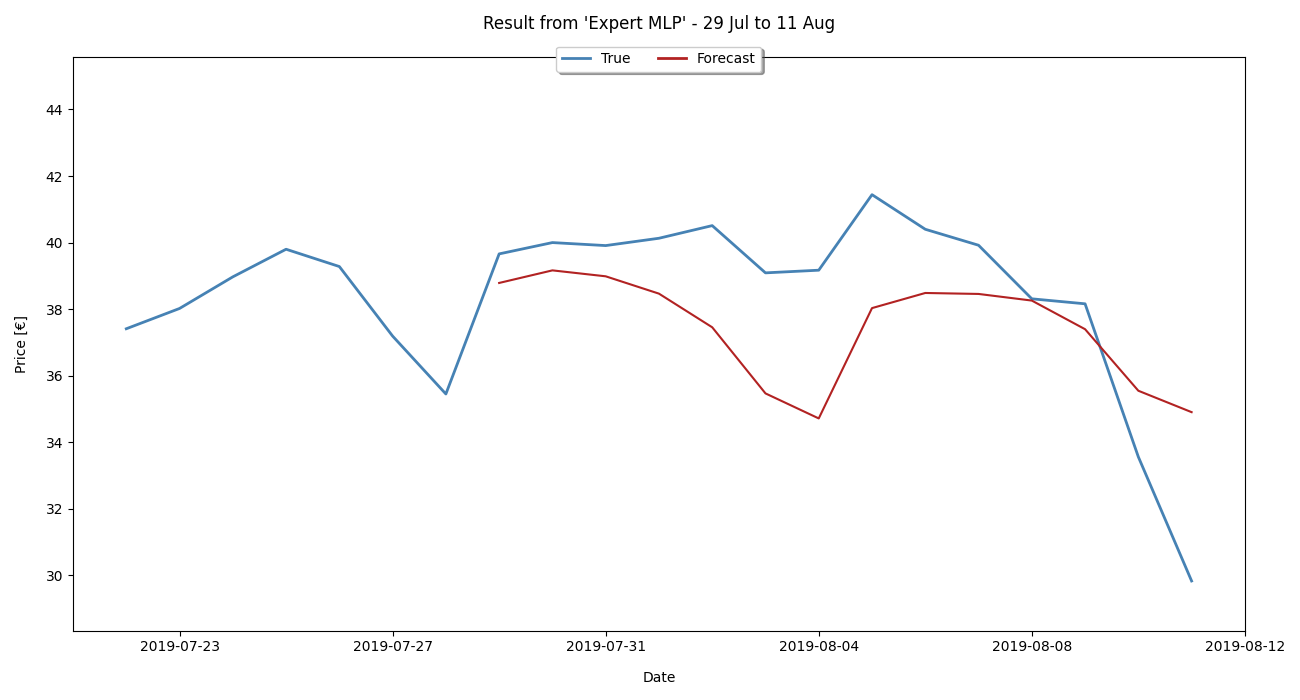 Result from 'Expert MLP' - 29 Jul to 11 Aug
True Forecast
44
42
40
38
36
34
32
30
Price [€]
2019-07-23 2019-07-27 2019-07-31 2019-08-04 2019-08-08 2019-08-12
Date